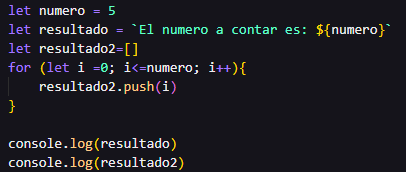 let numero = 5
let resultado = `El numero a contar es: ${numero}`
let resultado2=[]
for (let i =0; i<=numero; i++){
    resultado2.push(i)
}

console.log(resultado)
console.log(resultado2)